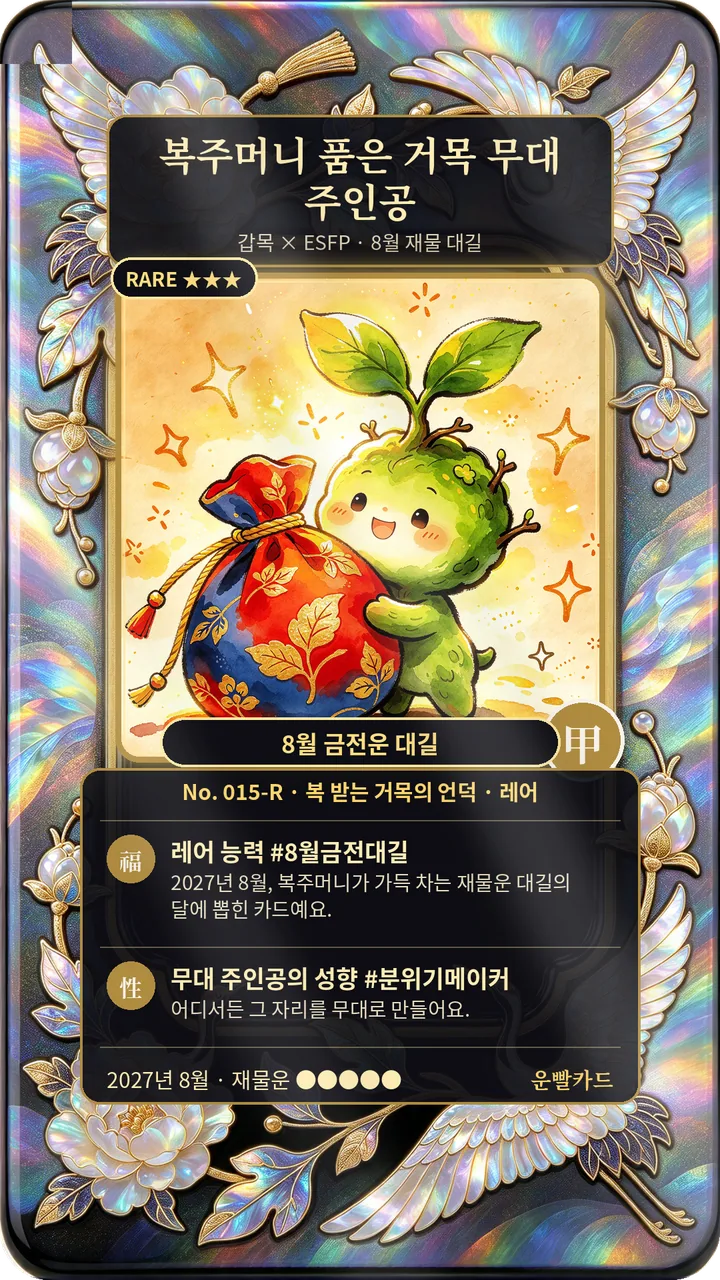 복주머니 품은 거목 무대
주인공
갑목 × ESFP · 8월 재물 대길
RARE ★★★
8월 금전운 대길
甲
No. 015-R · 복 받는 거목의 언덕 · 레어
福
레어 능력 #8월금전대길
2027년 8월, 복주머니가 가득 차는 재물운 대길의
달에 뽑힌 카드예요.
性
무대 주인공의 성향 #분위기메이커
어디서든 그 자리를 무대로 만들어요.
2027년 8월 · 재물운 ●●●●●
운빨카드